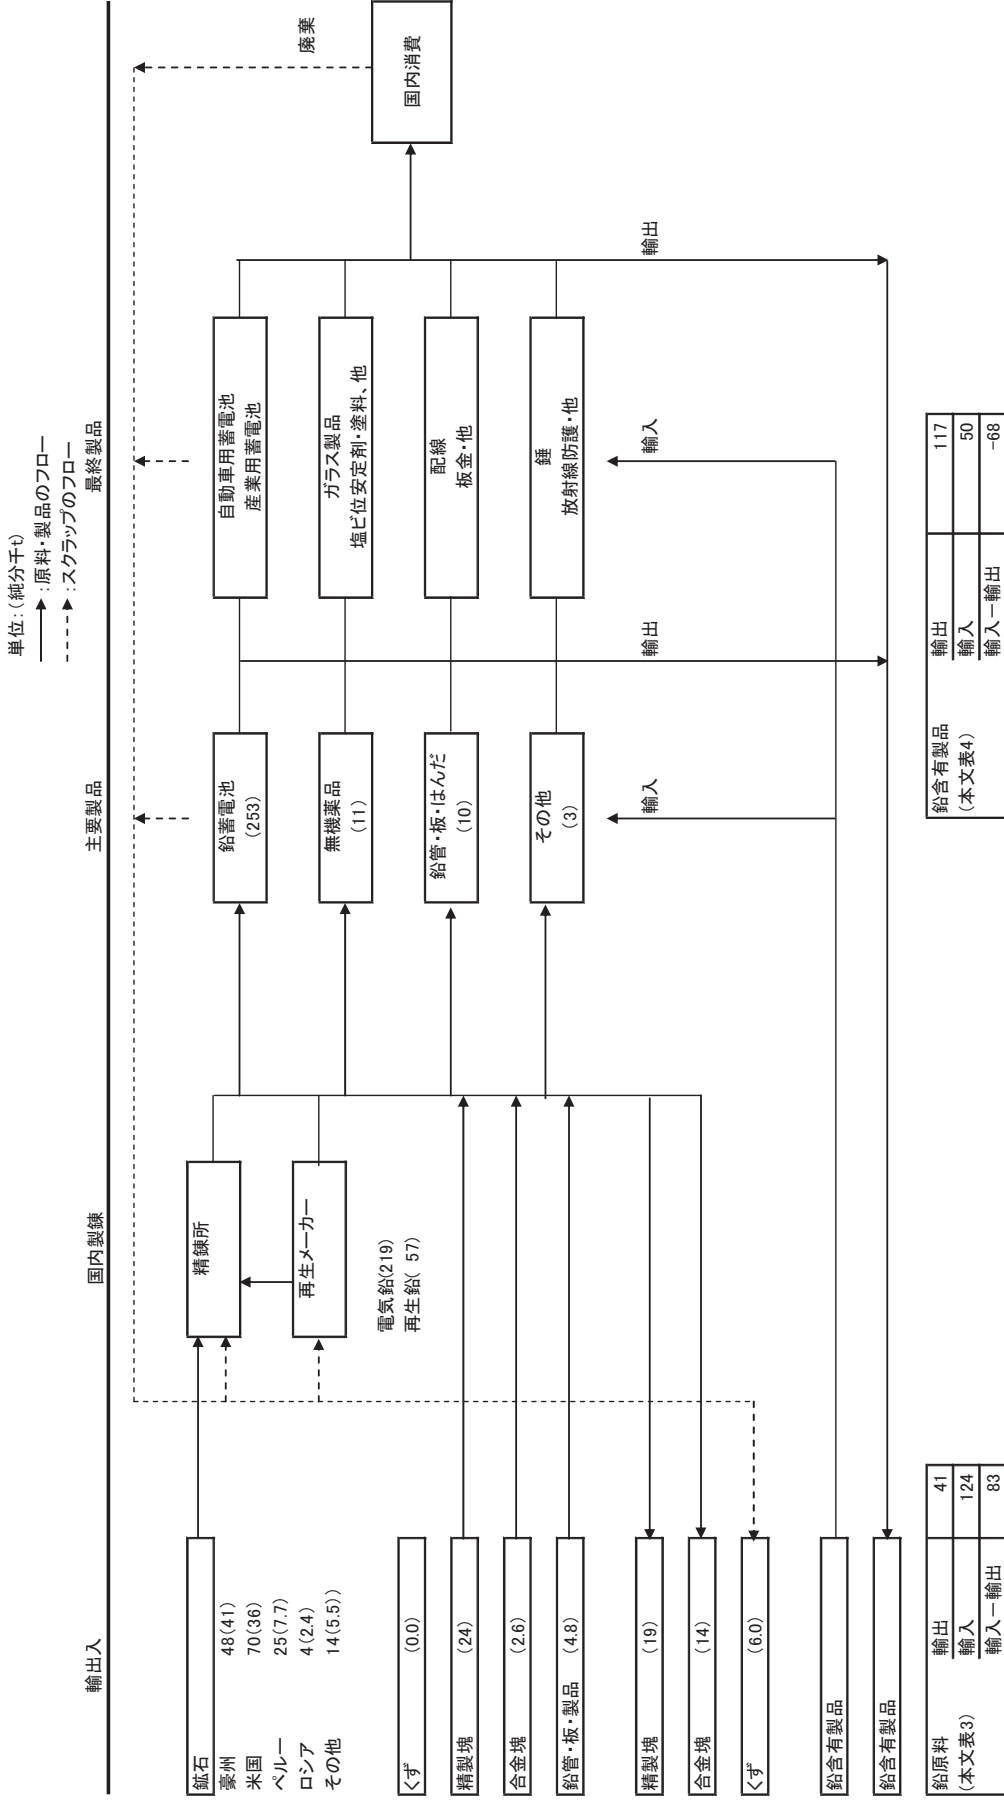 単位：（純分千t）
：原料・製品のフロー
：スクラップのフロー
輸出入
国内製錬
主要製品
最終製品
鉱石
豪州 48(41)
米国 70(36)
ペルー 25(7.7)
ロシア 4(2.4)
その他 14(5.5))
くず (0.0)
精製塊 (24)
合金塊 (2.6)
鉛管・板・製品 (4.8)
精製塊 (19)
合金塊 (14)
くず (6.0)
鉛含有製品
鉛含有製品
精錬所
再生メーカー
電気鉛(219)
再生鉛( 57)
鉛蓄電池
(253)
無機薬品
(11)
鉛管・板・はんだ
(10)
その他
(3)
輸入
輸出
自動車用蓄電池
産業用蓄電池
ガラス製品
塩ビ位安定剤・塗料、他
配線
板金・他
錘
放射線防護・他
輸入
輸出
国内消費
廃棄
鉛原料
(本文表3)
輸出 41
輸入 124
輸入－輸出 83
鉛含有製品
(本文表4)
輸出 117
輸入 50
輸入－輸出 -68